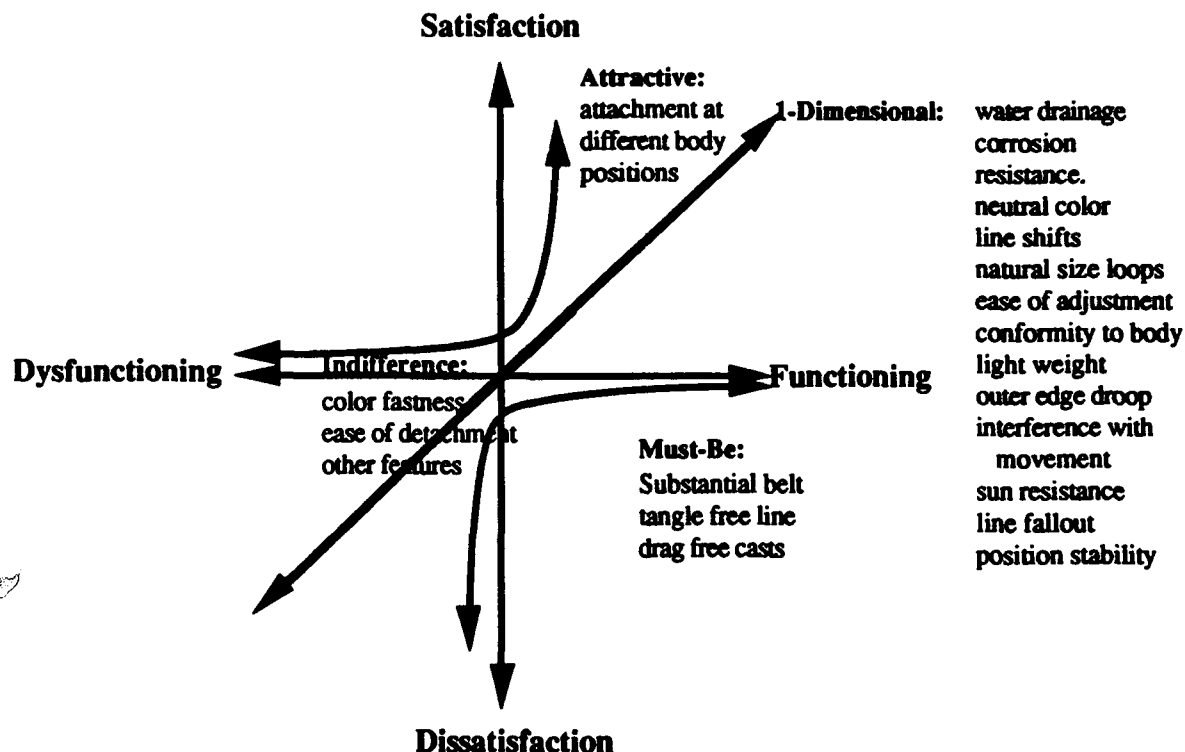 Satisfaction
Attractive:
attachment at
different body
positions
1-Dimensional:
water drainage
corrosion
resistance.
neutral color
line shifts
natural size loops
ease of adjustment
conformity to body
light weight
outer edge droop
interference with
movement
sun resistance
line fallout
position stability
Dysfunctioning
Indifference:
color fastness
ease of detachment
other features
Functioning
Must-Be:
Substantial belt
tangle free line
drag free casts
Dissatisfaction